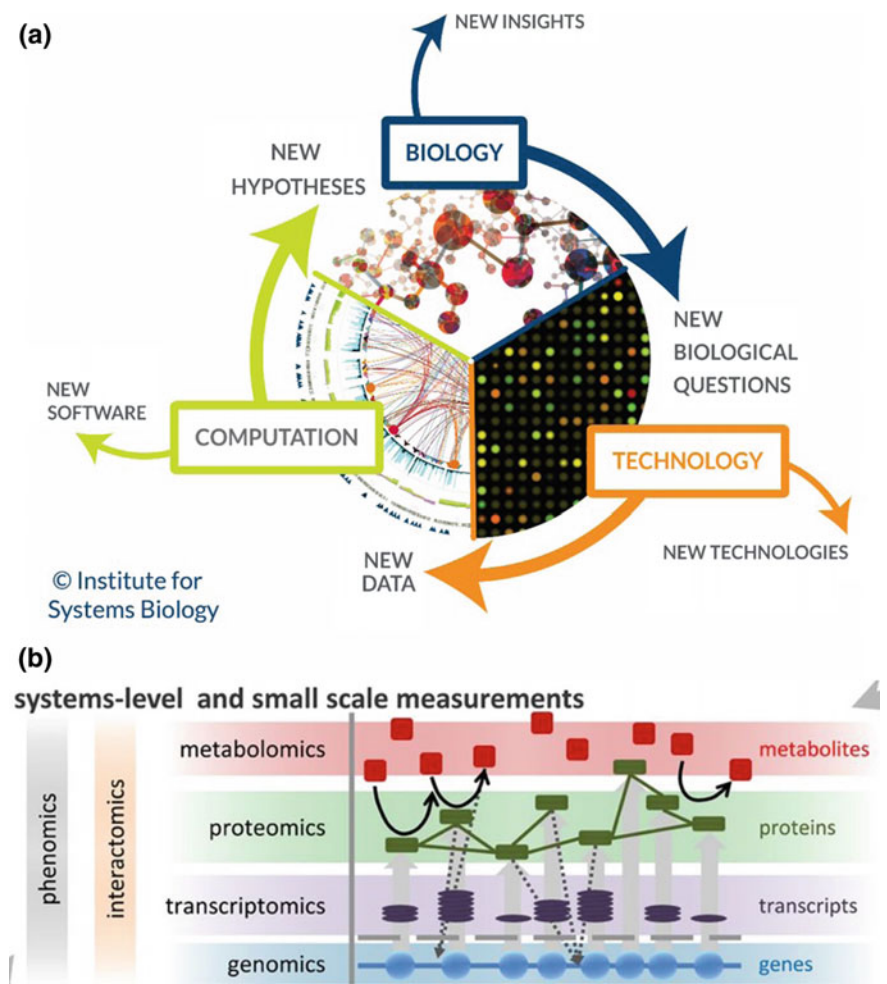 (a)
NEW INSIGHTS
BIOLOGY
NEW
HYPOTHESES
NEW
BIOLOGICAL
QUESTIONS
NEW
SOFTWARE
COMPUTATION
TECHNOLOGY
NEW
DATA
NEW TECHNOLOGIES
© Institute for
Systems Biology
(b)
systems-level and small scale measurements
phenomics
interactomics
metabolomics
metabolites
proteomics
proteins
transcriptomics
transcripts
genomics
genes